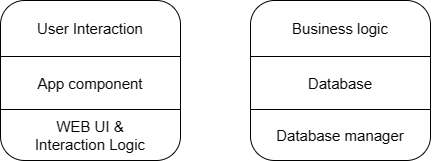 User Interaction
App component
WEB UI &
Interaction Logic
Business logic
Database
Database manager